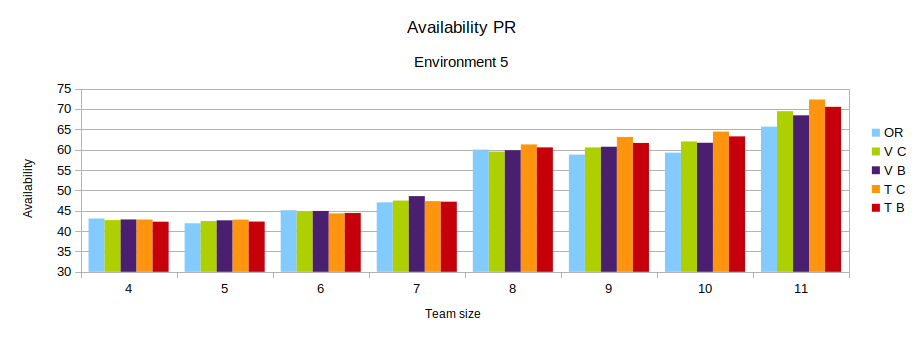 Availability PR
Environment 5
Availability
75
70
65
60
55
50
45
40
35
30
4 5 6 7 8 9 10 11
Team size
OR
V C
V B
T C
T B